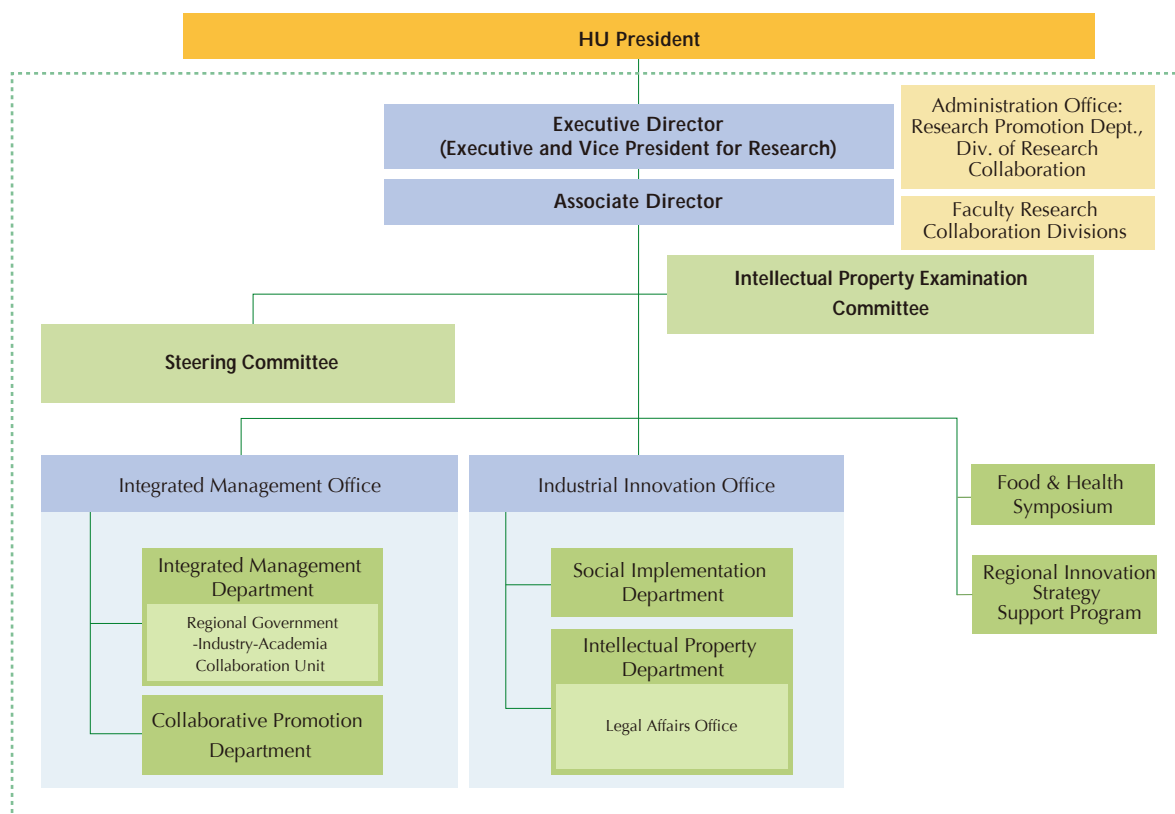 HU President
Executive Director
(Executive and Vice President for Research)
Administration Office:
Research Promotion Dept.,
Div. of Research
Collaboration
Associate Director
Faculty Research
Collaboration Divisions
Intellectual Property Examination
Committee
Steering Committee
Integrated Management Office
Integrated Management
Department
Regional Government
-Industry-Academia
Collaboration Unit
Collaborative Promotion
Department
Industrial Innovation Office
Social Implementation
Department
Intellectual Property
Department
Legal Affairs Office
Food & Health
Symposium
Regional Innovation
Strategy
Support Program